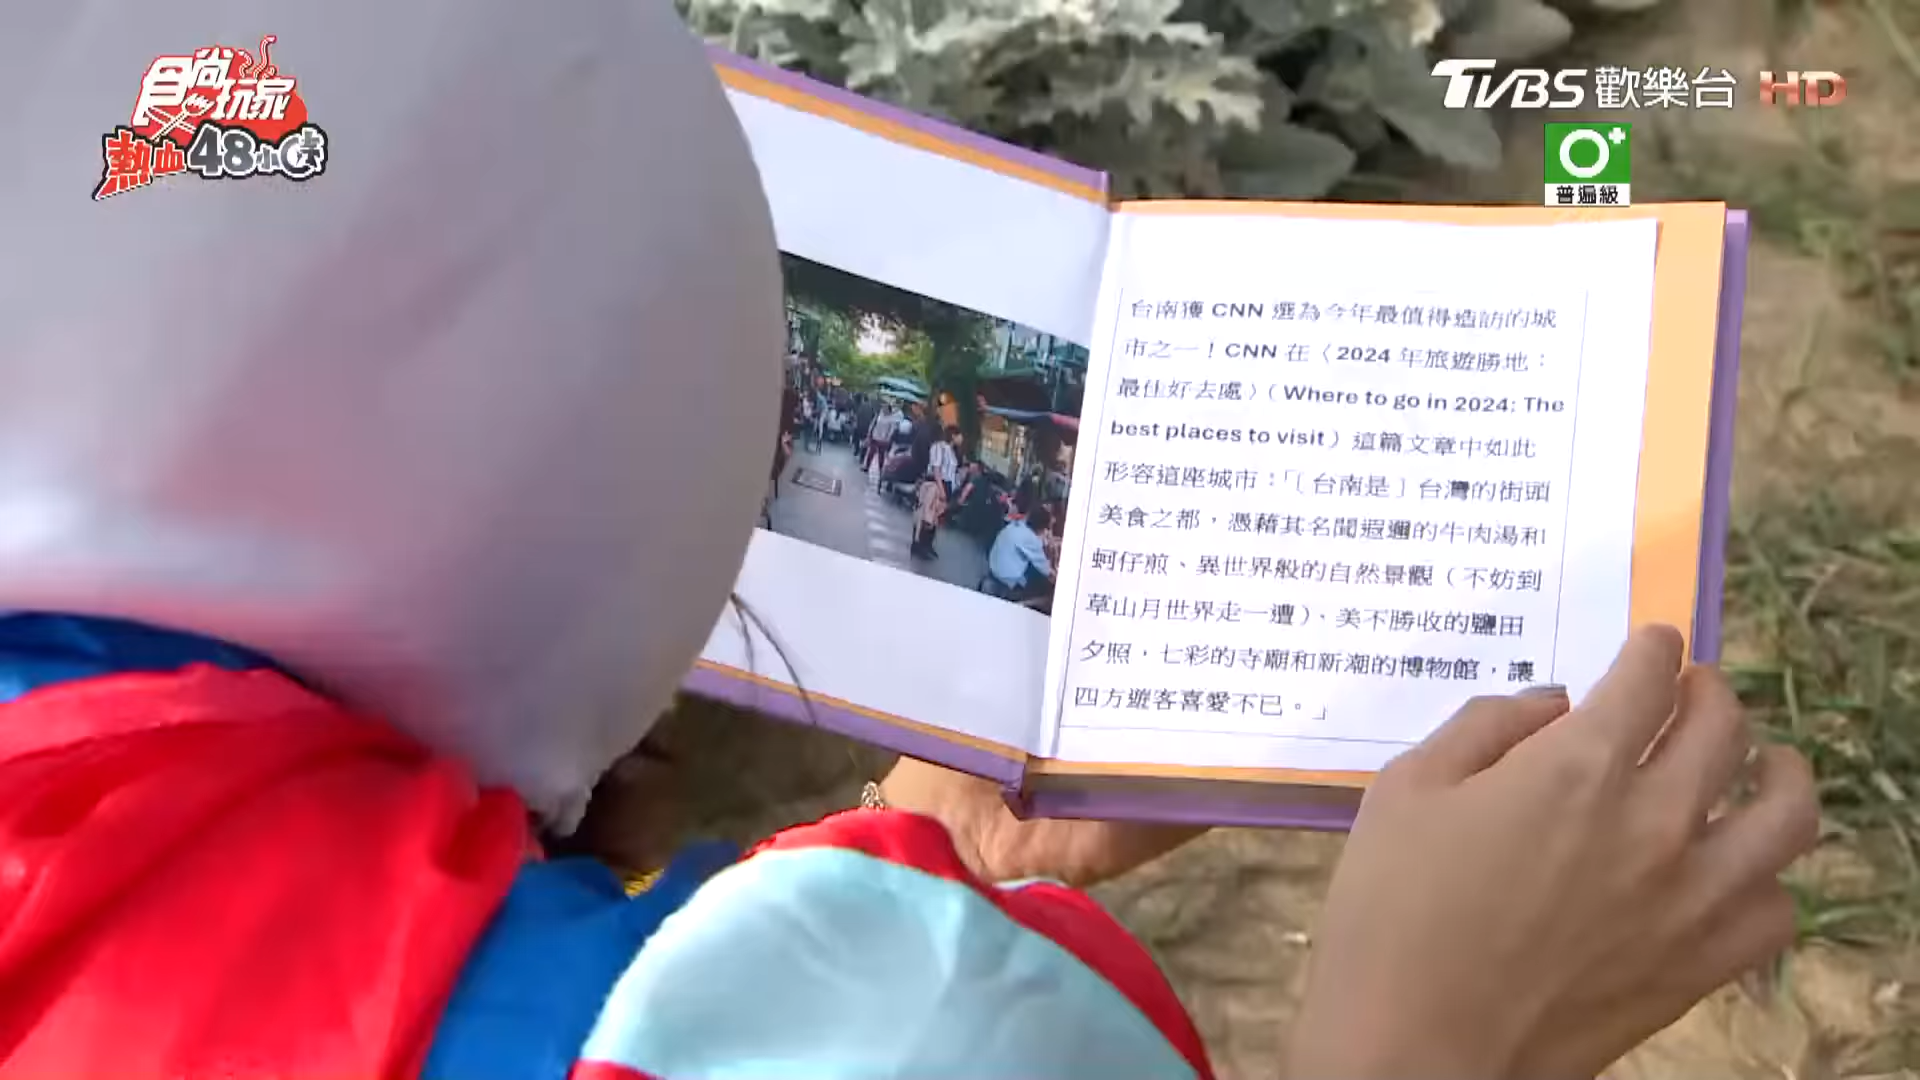 食尚玩家
熱血48小時
TVBS歡樂台 HD
普遍級
台南獲 CNN 選為今年最值得造訪的城
市之一！CNN 在〈2024 年旅遊勝地：
最佳好去處〉（Where to go in 2024: The
best places to visit）這篇文章中如此
形容這座城市：「〔台南是〕台灣的街頭
美食之都，憑藉其名聞遐邇的牛肉湯和
蚵仔煎、異世界般的自然景觀（不妨到
草山月世界走一遭）、美不勝收的鹽田
夕照，七彩的寺廟和新潮的博物館，讓
四方遊客喜愛不已。」